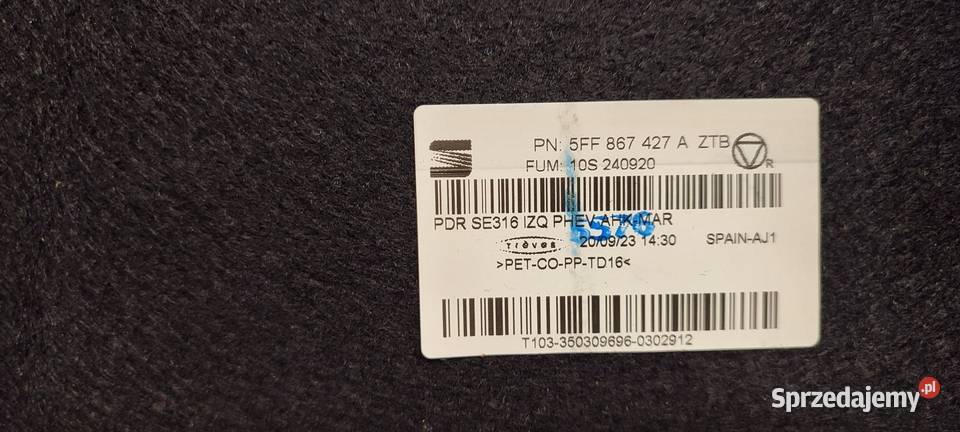 PN: 5FF 867 427 A ZTB
R
FUM: 10S 240920
PDR SE316 IZQ PHEV AHK-MAR
20/09/23 14:30 SPAIN-AJ1
>PET-CO-PP-TD16<
T103-350309696-0302912
Sprzedajemy.pl